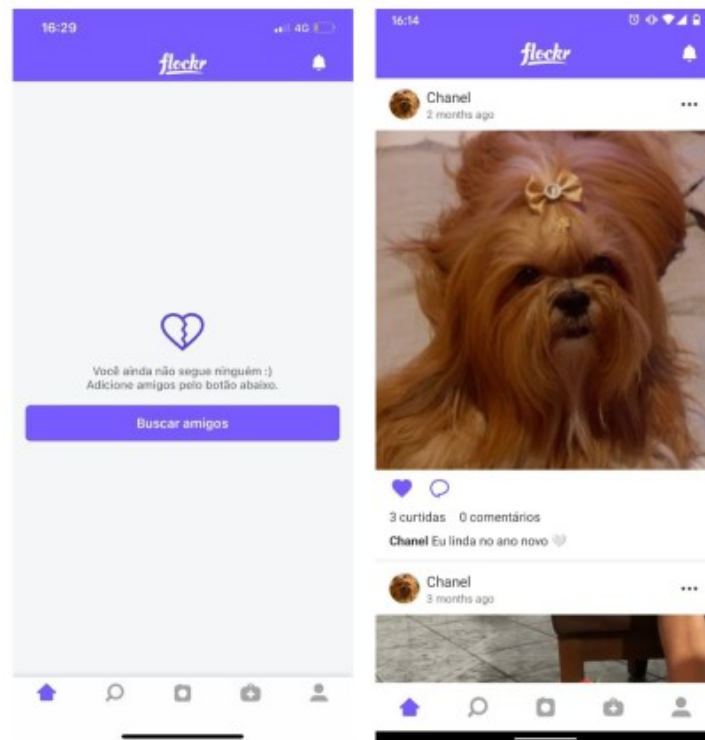 16:29
4G
flockr
Você ainda não segue ninguém :)
Adicione amigos pelo botão abaixo.
Buscar amigos
16:14
flockr
Chanel
2 months ago
3 curtidas 0 comentários
Chanel Eu linda no ano novo 🤍
Chanel
3 months ago